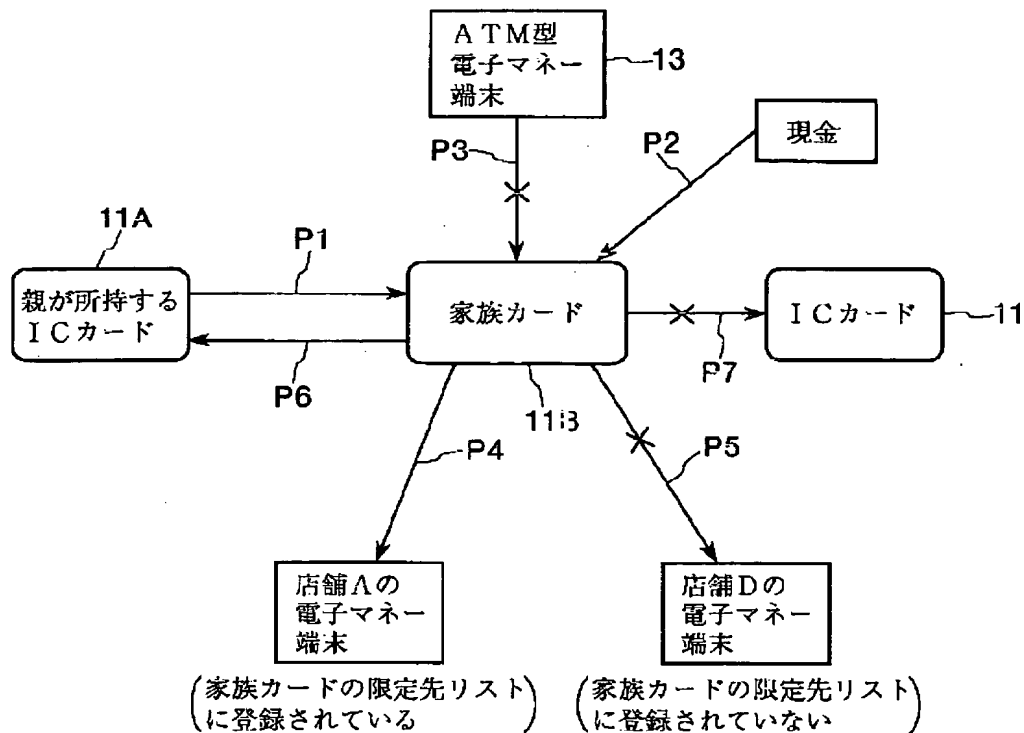 ＡＴＭ型
電子マネー
端末
13
現金
P3
P2
11A
P1
親が所持する
ＩＣカード
家族カード
ＩＣカード
11
P6
P7
11B
P4
P5
店舗Aの
電子マネー
端末
店舗Dの
電子マネー
端末
(家族カードの限定先リスト
に登録されている)
(家族カードの限定先リスト
に登録されていない)